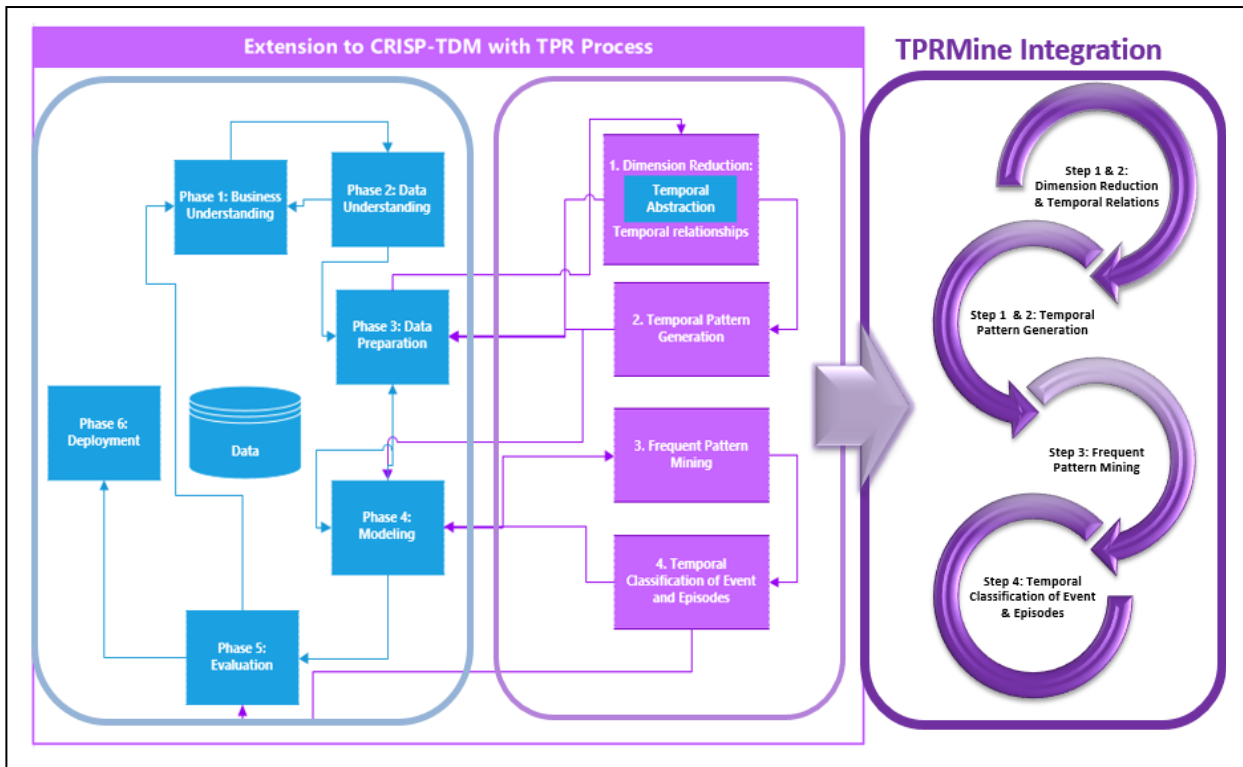 Extension to CRISP-TDM with TPR Process
TPRMine Integration
Phase 1: Business
Understanding
Phase 2: Data
Understanding
Phase 3: Data
Preparation
Phase 6:
Deployment
Data
Phase 4:
Modeling
Phase 5:
Evaluation
1. Dimension Reduction:
Temporal
Abstraction
Temporal relationships
2. Temporal Pattern
Generation
3. Frequent Pattern
Mining
4. Temporal
Classification of Event
and Episodes
Step 1 & 2:
Dimension Reduction
& Temporal Relations
Step 1 & 2: Temporal
Pattern Generation
Step 3: Frequent
Pattern Mining
Step 4: Temporal
Classification of Event
& Episodes